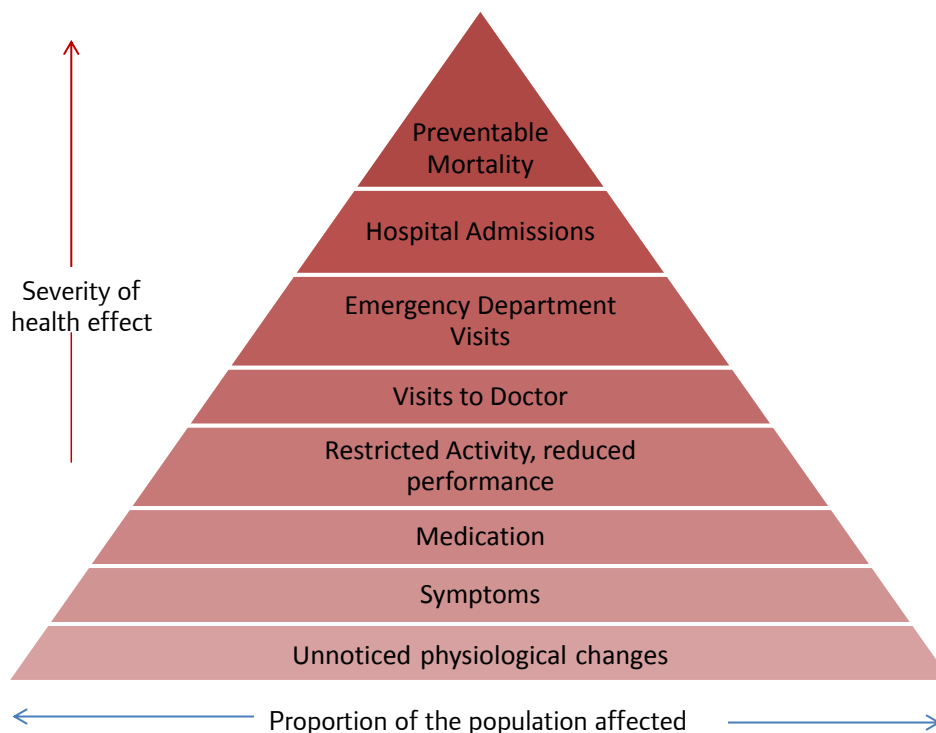 Preventable
Mortality
Hospital Admissions
Emergency Department
Visits
Severity of
health effect
Visits to Doctor
Restricted Activity, reduced
performance
Medication
Symptoms
Unnoticed physiological changes
Proportion of the population affected